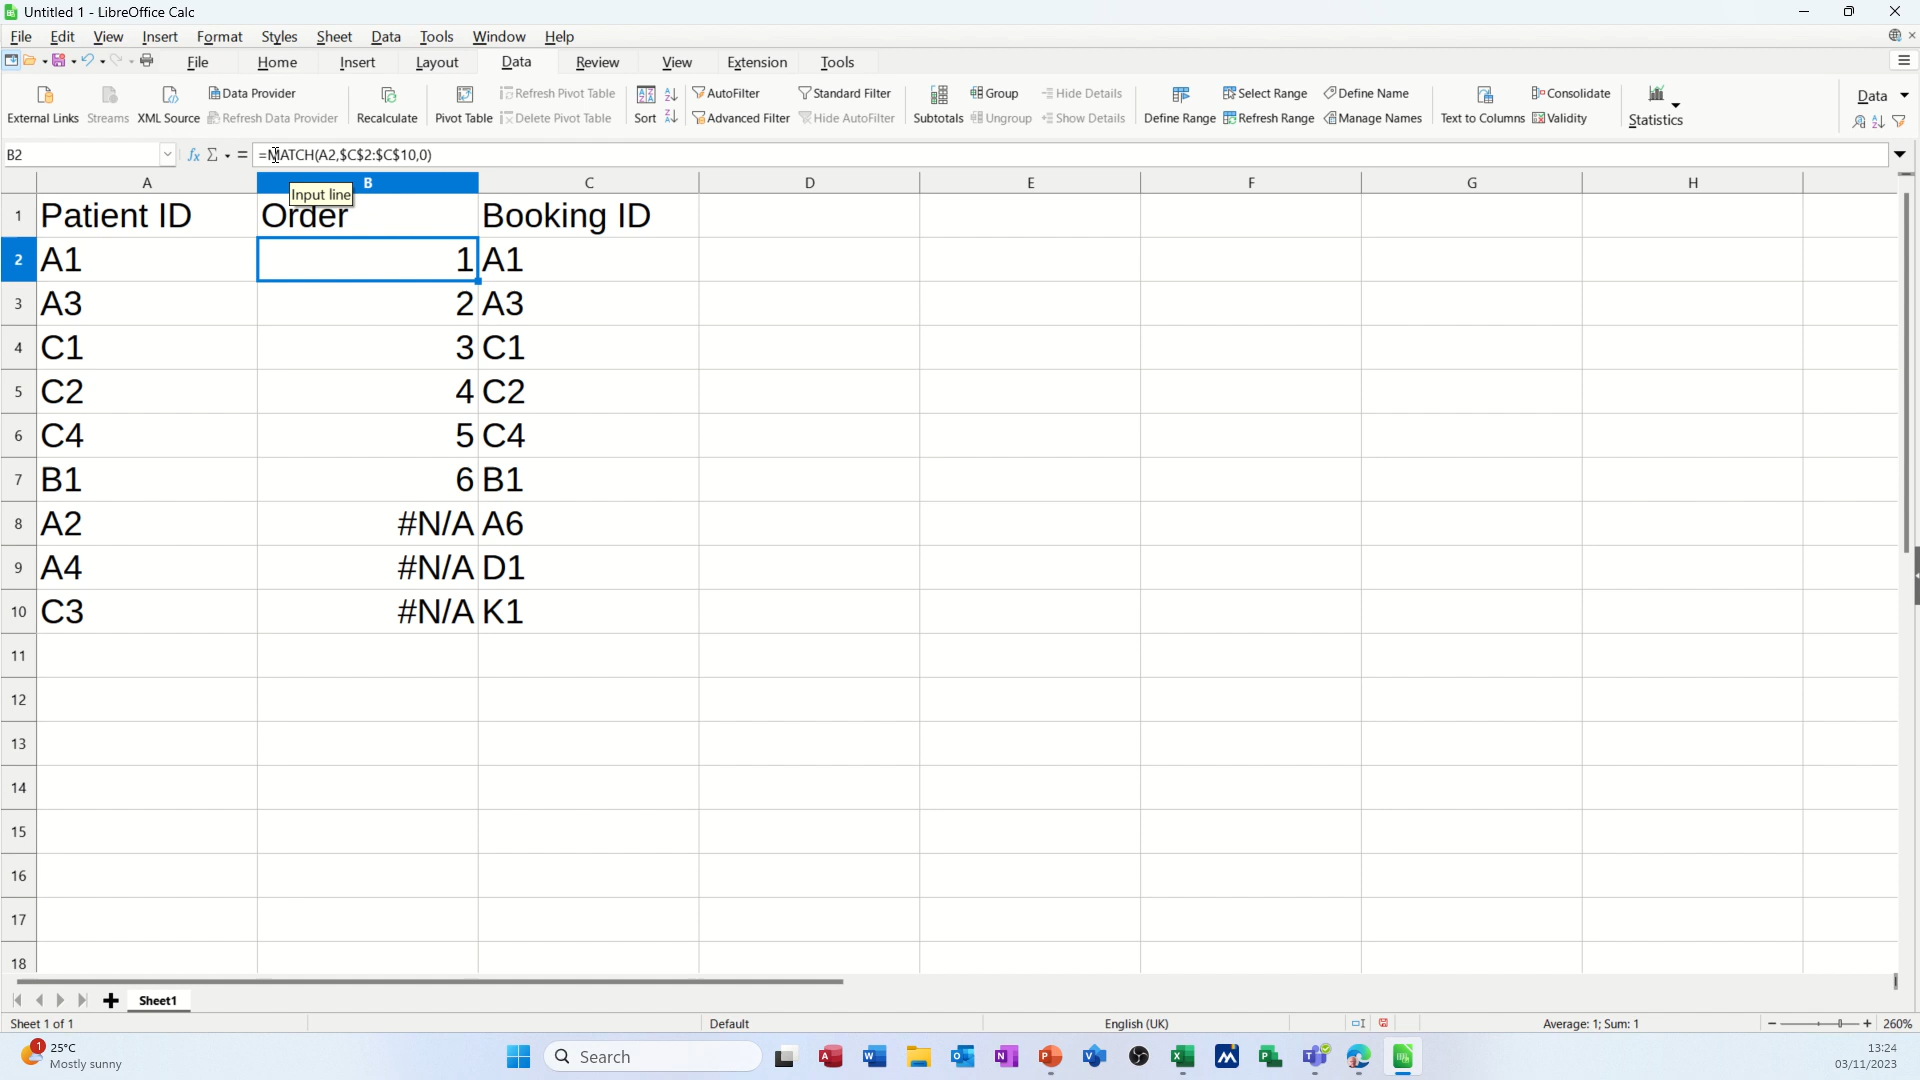 Untitled 1 - LibreOffice Calc
File Edit View Insert Format Styles Sheet Data Tools Window Help
File Home Insert Layout Data Review View Extension Tools
External Links Streams XML Source Data Provider Refresh Data Provider Recalculate Pivot Table Refresh Pivot Table Delete Pivot Table Sort AutoFilter Advanced Filter Standard Filter Hide AutoFilter Subtotals Group Ungroup Hide Details Show Details Define Range Select Range Refresh Range Define Name Manage Names Text to Columns Consolidate Validity Statistics Data
B2 =MATCH(A2,$C$2:$C$10,0)
Input line
A B C D E F G H
1 Patient ID Order Booking ID
2 A1 1 A1
3 A3 2 A3
4 C1 3 C1
5 C2 4 C2
6 C4 5 C4
7 B1 6 B1
8 A2 #N/A A6
9 A4 #N/A D1
10 C3 #N/A K1
11
12
13
14
15
16
17
18
Sheet1
Sheet 1 of 1 Default English (UK) Average: 1; Sum: 1 260%
1 25°C Mostly sunny Search 13:24
03/11/2023